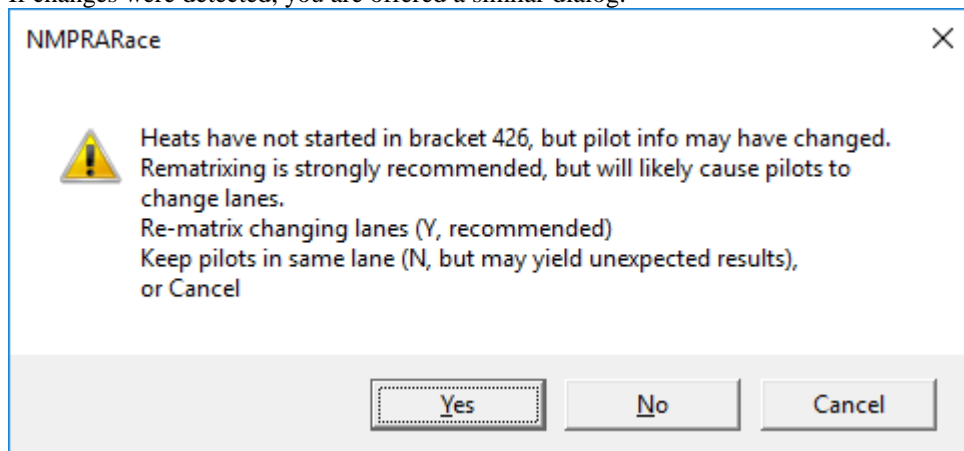 If changes were detected, you are offered a similar dialog:
NMPRARace
Heats have not started in bracket 426, but pilot info may have changed.
Rematrixing is strongly recommended, but will likely cause pilots to
change lanes.
Re-matrix changing lanes (Y, recommended)
Keep pilots in same lane (N, but may yield unexpected results),
or Cancel
Yes
No
Cancel